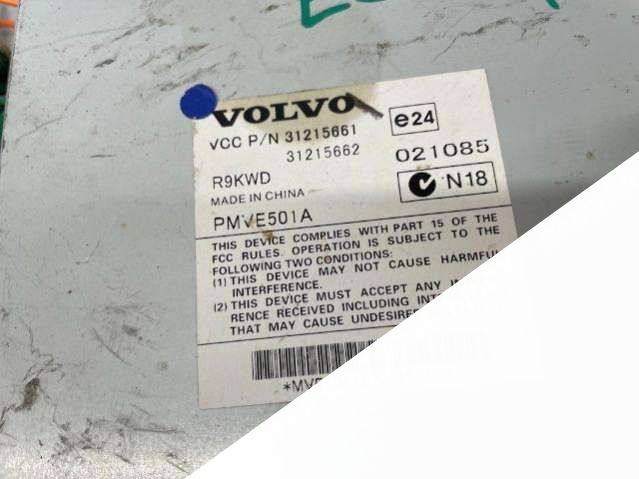 VOLVO
e24
VCC P/N 31215661
31215662
021085
R9KWD
N18
MADE IN CHINA
PMVE501A
THIS DEVICE COMPLIES WITH PART 15 OF THE
FCC RULES. OPERATION IS SUBJECT TO THE
FOLLOWING TWO CONDITIONS:
(1) THIS DEVICE MAY NOT CAUSE HARMFUL
INTERFERENCE.
(2) THIS DEVICE MUST ACCEPT ANY
RENCE RECEIVED INCLUDING
THAT MAY CAUSE